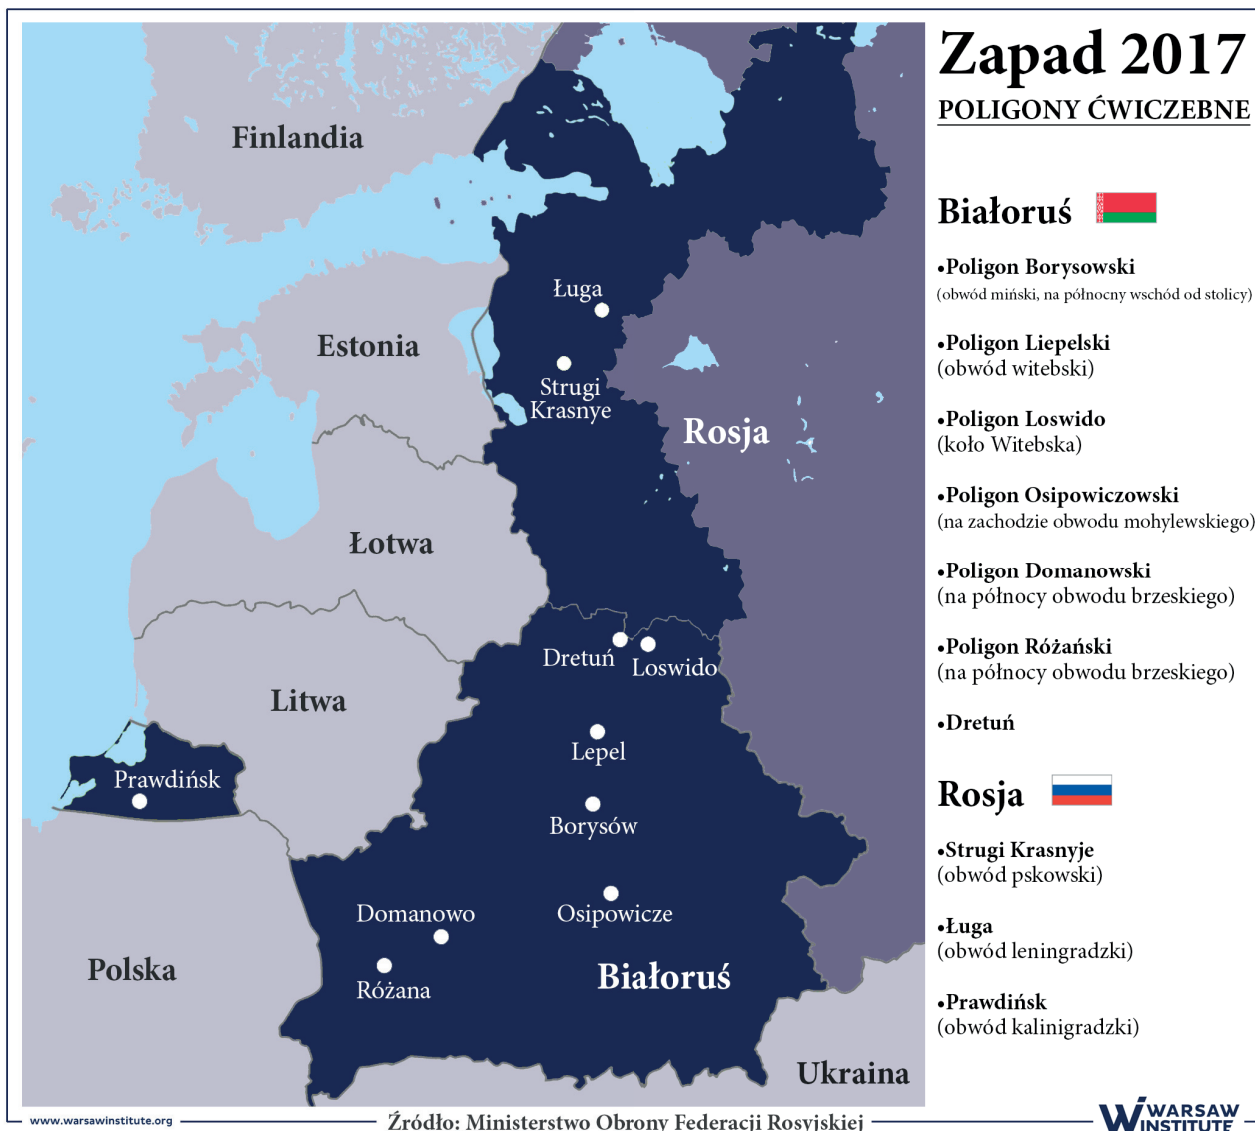 Zapad 2017
POLIGONY ĆWICZEBNE
Finlandia
Estonia
Łotwa
Litwa
Polska
Rosja
Białoruś
Ukraina
Ługa
Strugi
Krasnye
Dretuń
Loswido
Lepel
Borysów
Osipowicze
Domanowo
Różana
Prawdińsk
Białoruś
•Poligon Borysowski
(obwód miński, na północny wschód od stolicy)
•Poligon Liepelski
(obwód witebski)
•Poligon Loswido
(koło Witebska)
•Poligon Osipowiczowski
(na zachodzie obwodu mohylewskiego)
•Poligon Domanowski
(na północy obwodu brzeskiego)
•Poligon Różański
(na północy obwodu brzeskiego)
•Dretuń
Rosja
•Strugi Krasnyje
(obwód pskowski)
•Ługa
(obwód leningradzki)
•Prawdińsk
(obwód kalinigradzki)
www.warsawinstitute.org
Źródło: Ministerstwo Obrony Federacji Rosyjskiej
WARSAW
INSTITUTE